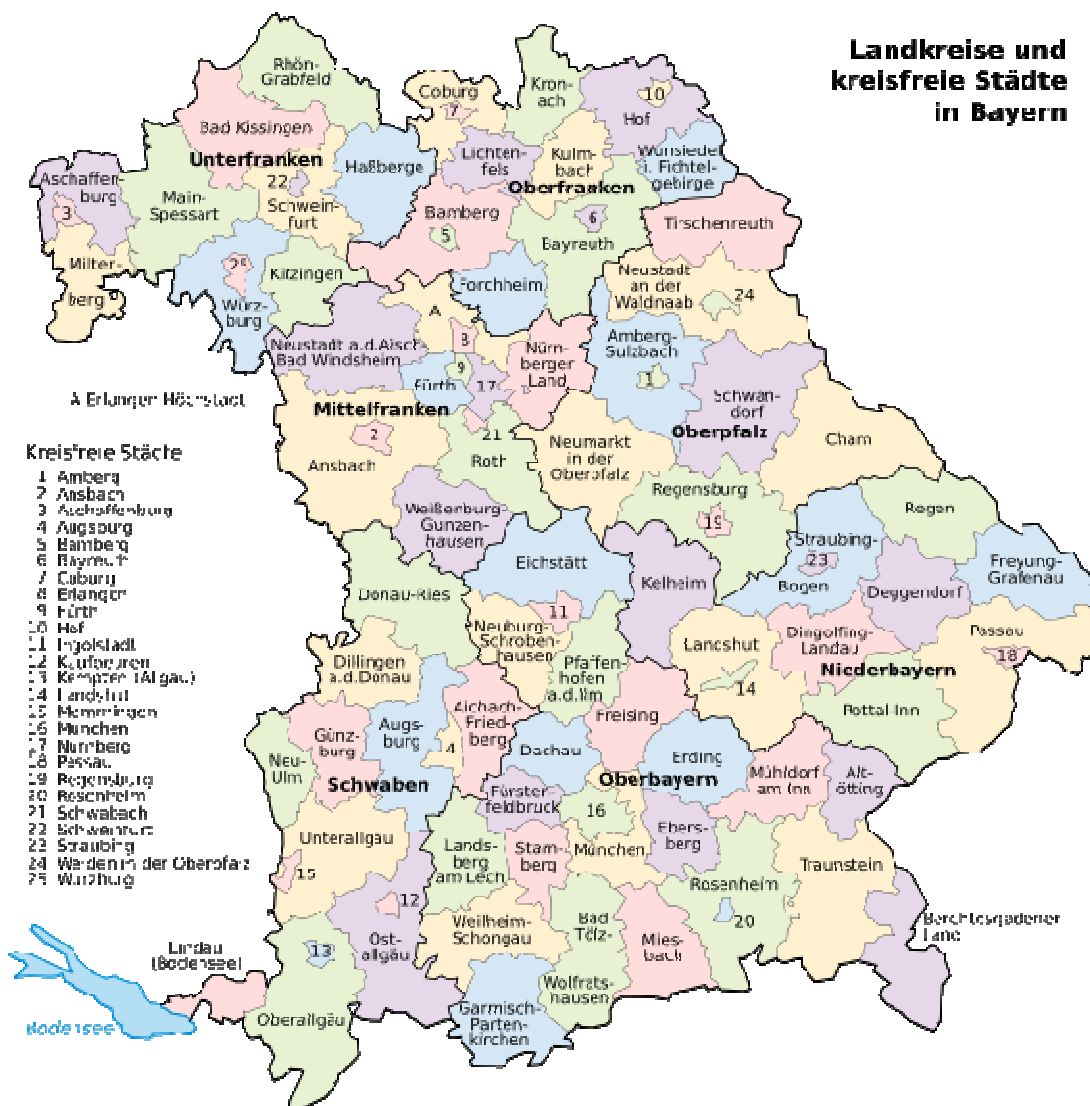 Landkreise und
kreisfreie Städte
in Bayern
Rhön-
Grabfeld
Coburg
7
Kron-
ach
10
Hof
Bad Kissingen
Unterfranken
Haßberge
Lichten-
fels
Kulm-
bach
Wunsiedel
i. Fichtel-
gebirge
Oberfranken
Aschaffen-
burg
3
Main-
Spessart
22
Schwein-
furt
Bamberg
5
6
Bayreuth
Tirschenreuth
Milten-
berg
25
Würz-
burg
Kitzingen
Forchheim
Neustadt
an der
Waldnaab
24
A
8
Neustadt a.d.Aisch-
Bad Windsheim
9
Fürth
17
Nürn-
berger
Land
Amberg-
Sulzbach
1
Schwan-
dorf
Oberpfalz
A Erlangen-Höchstadt
Mittelfranken
2
Ansbach
21
Roth
Neumarkt
in der
Oberpfalz
Cham
Regensburg
19
Weißenburg-
Gunzen-
hausen
Regen
Straubing-
23
Bogen
Freyung-
Grafenau
Deggendorf
Eichstätt
Kelheim
Donau-Ries
11
Neuburg-
Schroben-
hausen
Pfaffen-
hofen
a.d.Ilm
Landshut
14
Dingolfing-
Landau
Passau
18
Niederbayern
Rottal-Inn
Dillingen
a.d.Donau
Aichach-
Fried-
berg
Freising
Günz-
burg
Augs-
burg
4
Dachau
Erding
Neu-
Ulm
Schwaben
Oberbayern
Mühldorf
am Inn
Alt-
ötting
Fürsten-
feldbruck
16
Ebers-
berg
Unterallgäu
15
Lands-
berg
am Lech
Starn-
berg
München
Traunstein
Rosenheim
20
12
Ost-
allgäu
Weilheim-
Schongau
Bad
Tölz-
Wolfrats-
hausen
Mies-
bach
Berchtesgadener
Land
13
Lindau
(Bodensee)
Oberallgäu
Garmisch-
Parten-
kirchen
Bodensee
Kreisfreie Städte
1 Amberg
2 Ansbach
3 Aschaffenburg
4 Augsburg
5 Bamberg
6 Bayreuth
7 Coburg
8 Erlangen
9 Fürth
10 Hof
11 Ingolstadt
12 Kaufbeuren
13 Kempten (Allgäu)
14 Landshut
15 Memmingen
16 München
17 Nürnberg
18 Passau
19 Regensburg
20 Rosenheim
21 Schwabach
22 Schweinfurt
23 Straubing
24 Weiden in der Oberpfalz
25 Würzburg